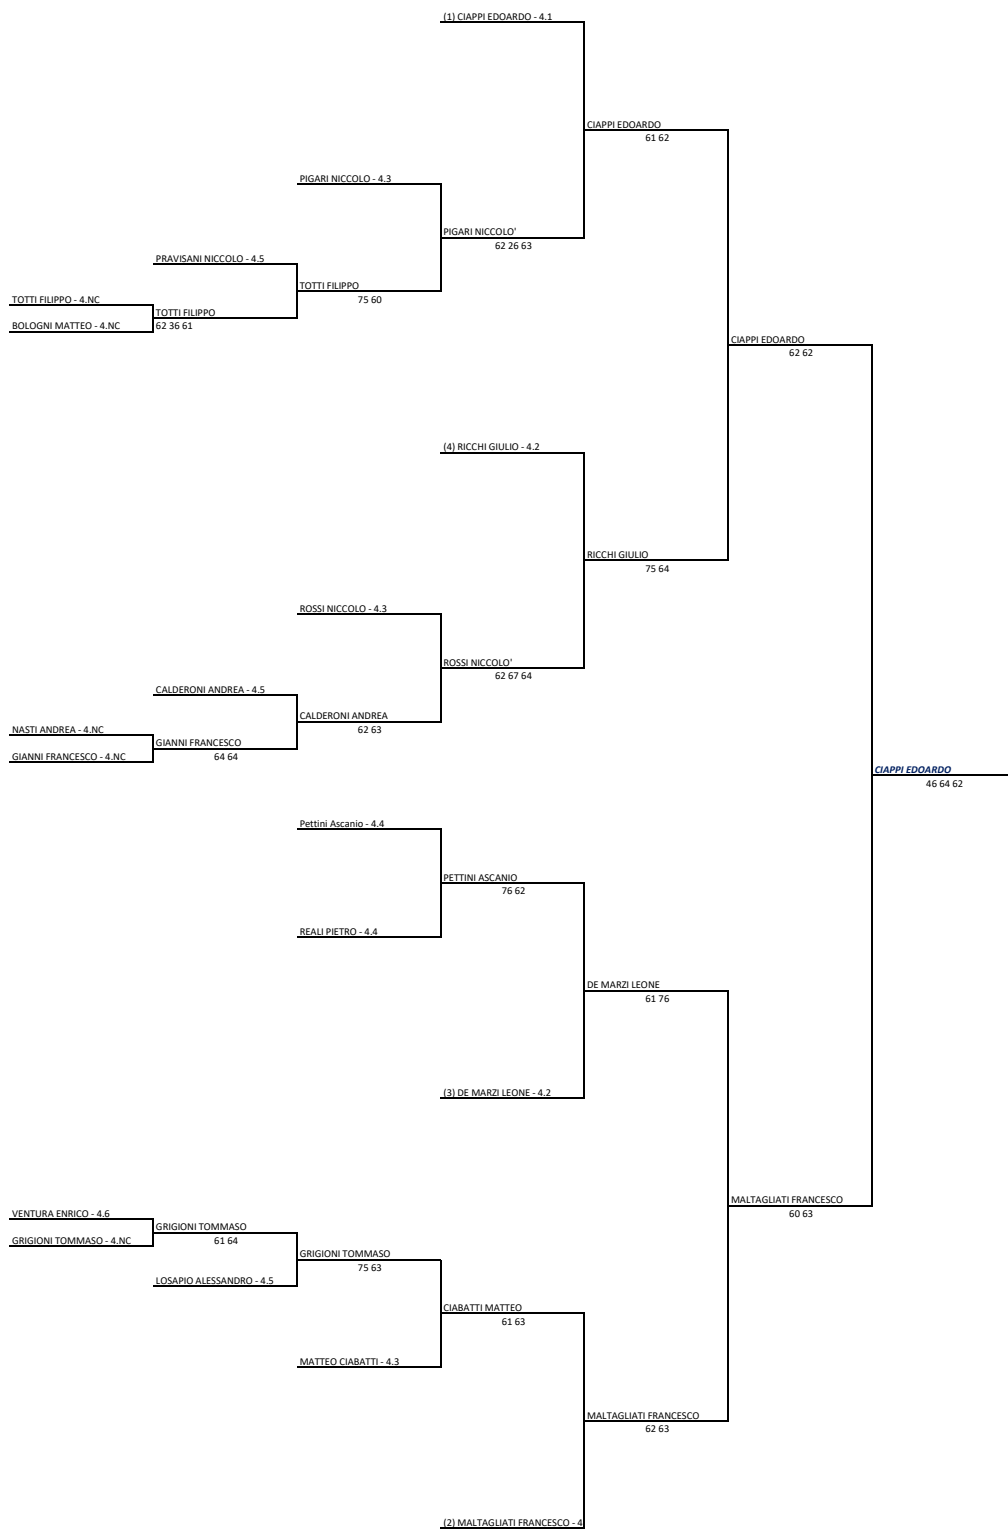 (1) CIAPPI EDOARDO - 4.1
CIAPPI EDOARDO
61 62
PIGARI NICCOLO - 4.3
PIGARI NICCOLO'
62 26 63
PRAVISANI NICCOLO - 4.5
TOTTI FILIPPO
75 60
TOTTI FILIPPO - 4.NC
TOTTI FILIPPO
BOLOGNI MATTEO - 4.NC
62 36 61
CIAPPI EDOARDO
62 62
(4) RICCHI GIULIO - 4.2
RICCHI GIULIO
75 64
ROSSI NICCOLO - 4.3
ROSSI NICCOLO'
62 67 64
CALDERONI ANDREA - 4.5
CALDERONI ANDREA
62 63
NASTI ANDREA - 4.NC
GIANNI FRANCESCO
GIANNI FRANCESCO - 4.NC
64 64
CIAPPI EDOARDO
46 64 62
Pettini Ascanio - 4.4
PETTINI ASCANIO
76 62
REALI PIETRO - 4.4
DE MARZI LEONE
61 76
(3) DE MARZI LEONE - 4.2
MALTAGLIATI FRANCESCO
60 63
VENTURA ENRICO - 4.6
GRIGIONI TOMMASO
GRIGIONI TOMMASO - 4.NC
61 64
GRIGIONI TOMMASO
75 63
LOSAPIO ALESSANDRO - 4.5
CIABATTI MATTEO
61 63
MATTEO CIABATTI - 4.3
MALTAGLIATI FRANCESCO
62 63
(2) MALTAGLIATI FRANCESCO - 4